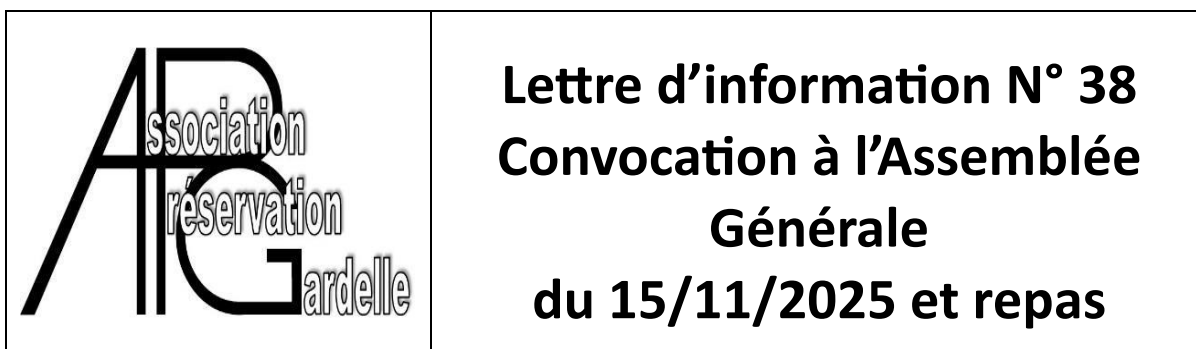 Association
Préservation
Gardelle
Lettre d’information N° 38
Convocation à l’Assemblée
Générale
du 15/11/2025 et repas